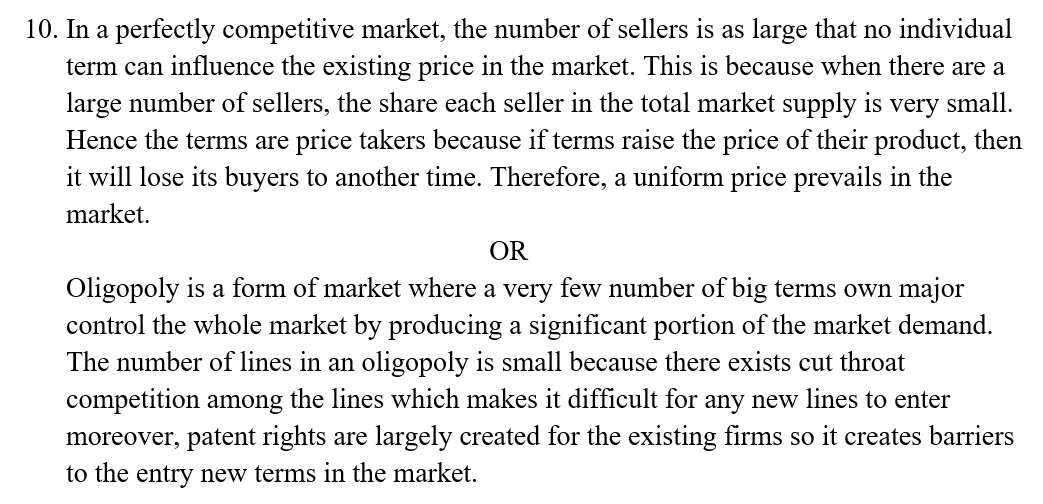 10. In a perfectly competitive market, the number of sellers is as large that no individual
term can influence the existing price in the market. This is because when there are a
large number of sellers, the share each seller in the total market supply is very small.
Hence the terms are price takers because if terms raise the price of their product, then
it will lose its buyers to another time. Therefore, a uniform price prevails in the
market.
OR
Oligopoly is a form of market where a very few number of big terms own major
control the whole market by producing a significant portion of the market demand.
The number of lines in an oligopoly is small because there exists cut throat
competition among the lines which makes it difficult for any new lines to enter
moreover, patent rights are largely created for the existing firms so it creates barriers
to the entry new terms in the market.